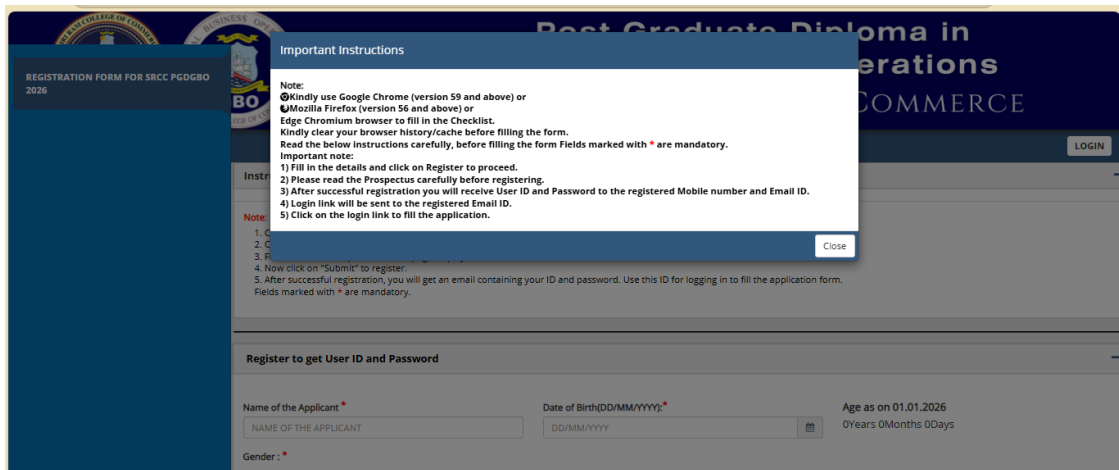 Post Graduate Diploma in
BUSINESS OPE
erations
COMMERCE
REGISTRATION FORM FOR SRCC PGDGBO
2026
BO
LOGIN
Important Instructions
Note:
Kindly use Google Chrome (version 59 and above) or
Mozilla Firefox (version 56 and above) or
Edge Chromium browser to fill in the Checklist.
Kindly clear your browser history/cache before filling the form.
Read the below instructions carefully, before filling the form Fields marked with * are mandatory.
Important note:
1) Fill in the details and click on Register to proceed.
2) Please read the Prospectus carefully before registering.
3) After successful registration you will receive User ID and Password to the registered Mobile number and Email ID.
4) Login link will be sent to the registered Email ID.
5) Click on the login link to fill the application.
Close
Instr
Note:
1. C
2. C
3. F
4. Now click on "Submit" to register.
5. After successful registration, you will get an email containing your ID and password. Use this ID for logging in to fill the application form.
Fields marked with * are mandatory.
Register to get User ID and Password
Name of the Applicant *
NAME OF THE APPLICANT
Date of Birth(DD/MM/YYYY):*
DD/MM/YYYY
Age as on 01.01.2026
0Years 0Months 0Days
Gender : *